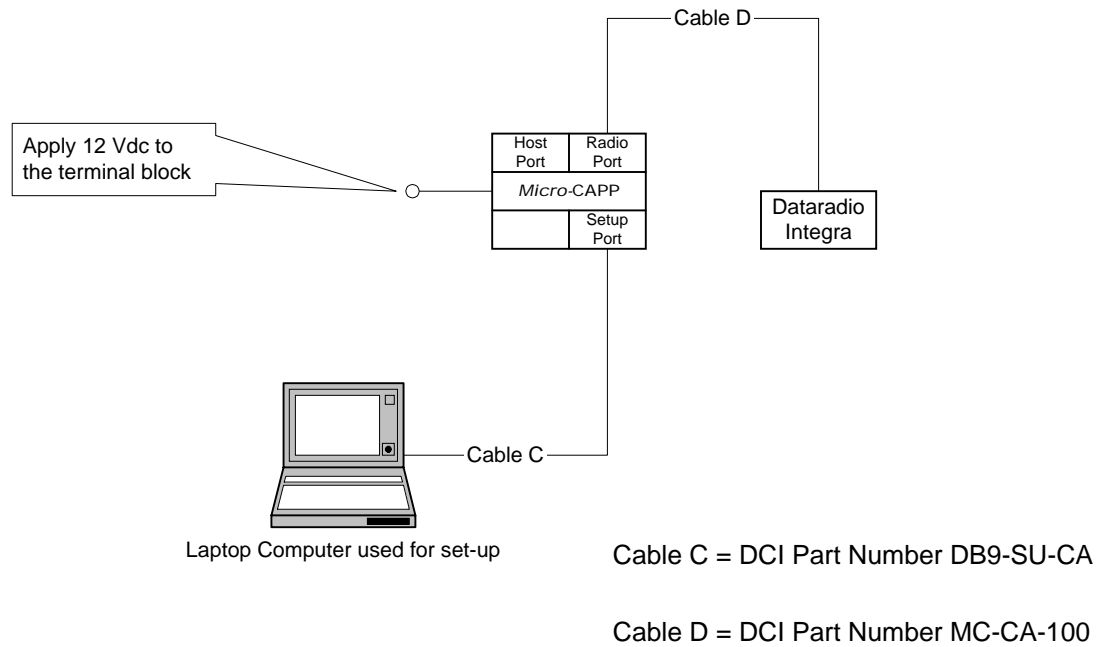 Cable D
Apply 12 Vdc to
the terminal block
Host
Port
Radio
Port
Micro-CAPP
Setup
Port
Dataradio
Integra
Cable C
Laptop Computer used for set-up
Cable C = DCI Part Number DB9-SU-CA
Cable D = DCI Part Number MC-CA-100